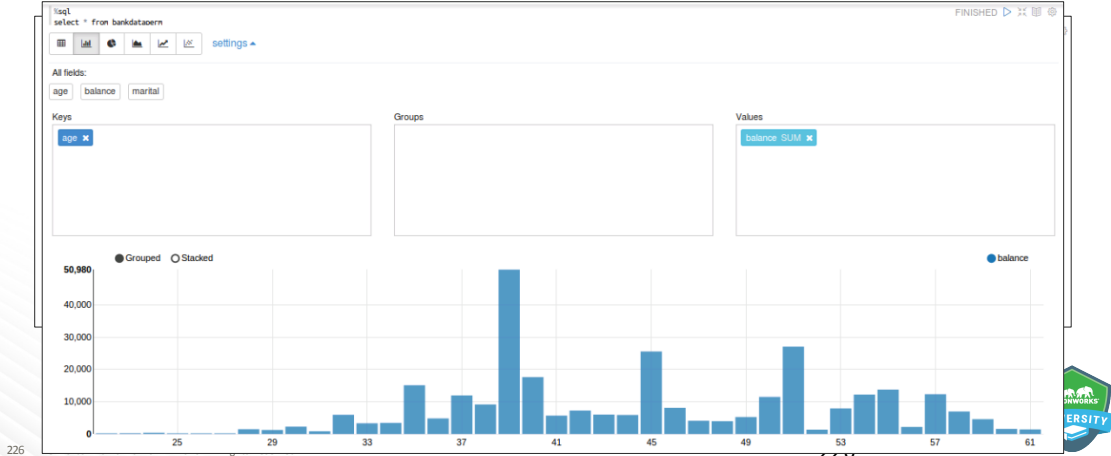 %sql
select * from bankdataperm
FINISHED
settings
All fields:
age balance marital
Keys Groups Values
age balance SUM
Grouped Stacked balance
50,980
40,000
30,000
20,000
10,000
0
25 29 33 37 41 45 49 53 57 61
226